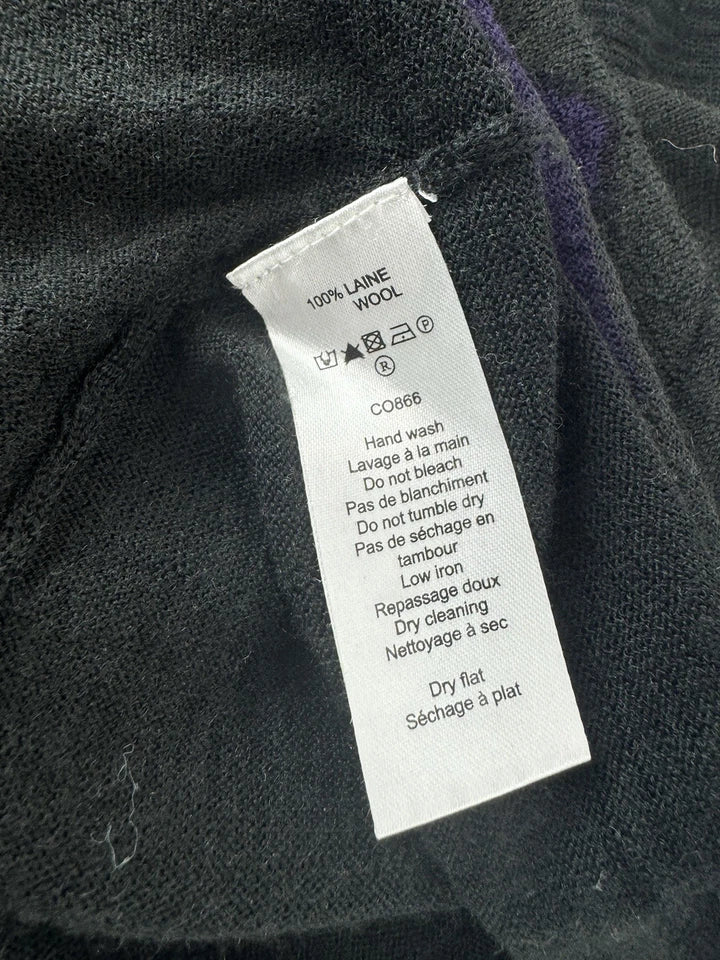 100% LAINE
WOOL
P
R
CO866
Hand wash
Lavage à la main
Do not bleach
Pas de blanchiment
Do not tumble dry
Pas de séchage en
tambour
Low iron
Repassage doux
Dry cleaning
Nettoyage à sec
Dry flat
Séchage à plat